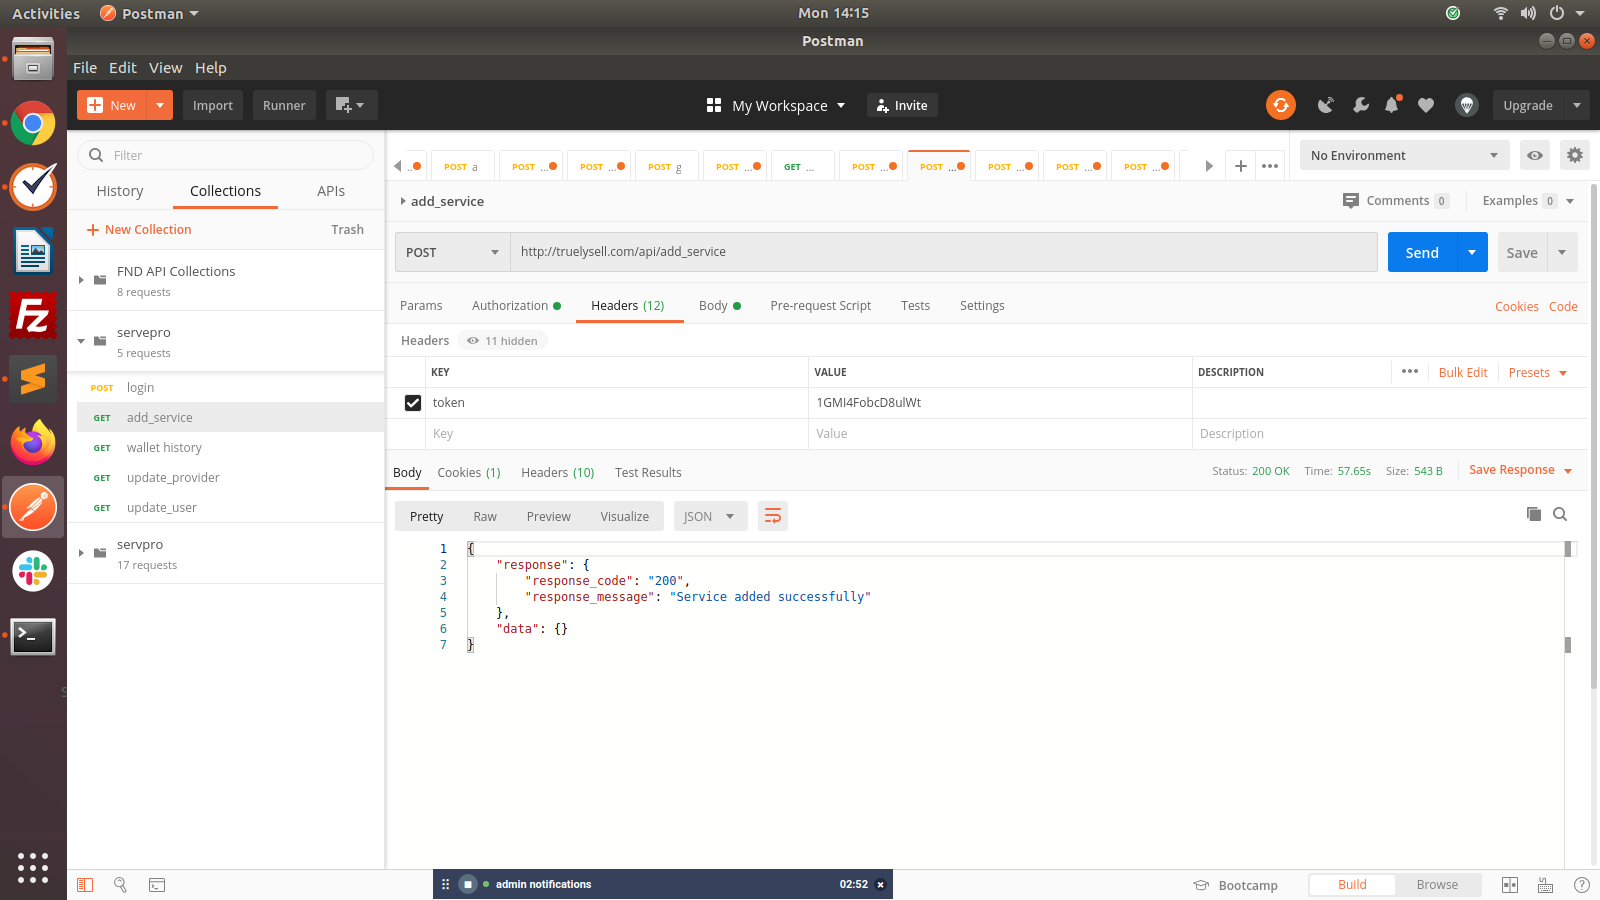 Activities Postman Mon 14:15
Postman
File Edit View Help
New Import Runner My Workspace Invite Upgrade
Filter
History Collections APIs
New Collection Trash
FND API Collections
8 requests
servepro
5 requests
POST login
GET add_service
GET wallet history
GET update_provider
GET update_user
servpro
17 requests
... POST a POST ... POST ... POST g POST ... GET ... POST ... POST ... POST ... POST ... POST ... No Environment
add_service Comments 0 Examples 0
POST http://truelysell.com/api/add_service Send Save
Params Authorization Headers (12) Body Pre-request Script Tests Settings Cookies Code
Headers 11 hidden
KEY VALUE DESCRIPTION Bulk Edit Presets
token 1GMI4FobcD8ulWt
Key Value Description
Body Cookies (1) Headers (10) Test Results Status: 200 OK Time: 57.65s Size: 543 B Save Response
Pretty Raw Preview Visualize JSON
1 {
2 "response": {
3 "response_code": "200",
4 "response_message": "Service added successfully"
5 },
6 "data": {}
7 }
admin notifications 02:52 Bootcamp Build Browse